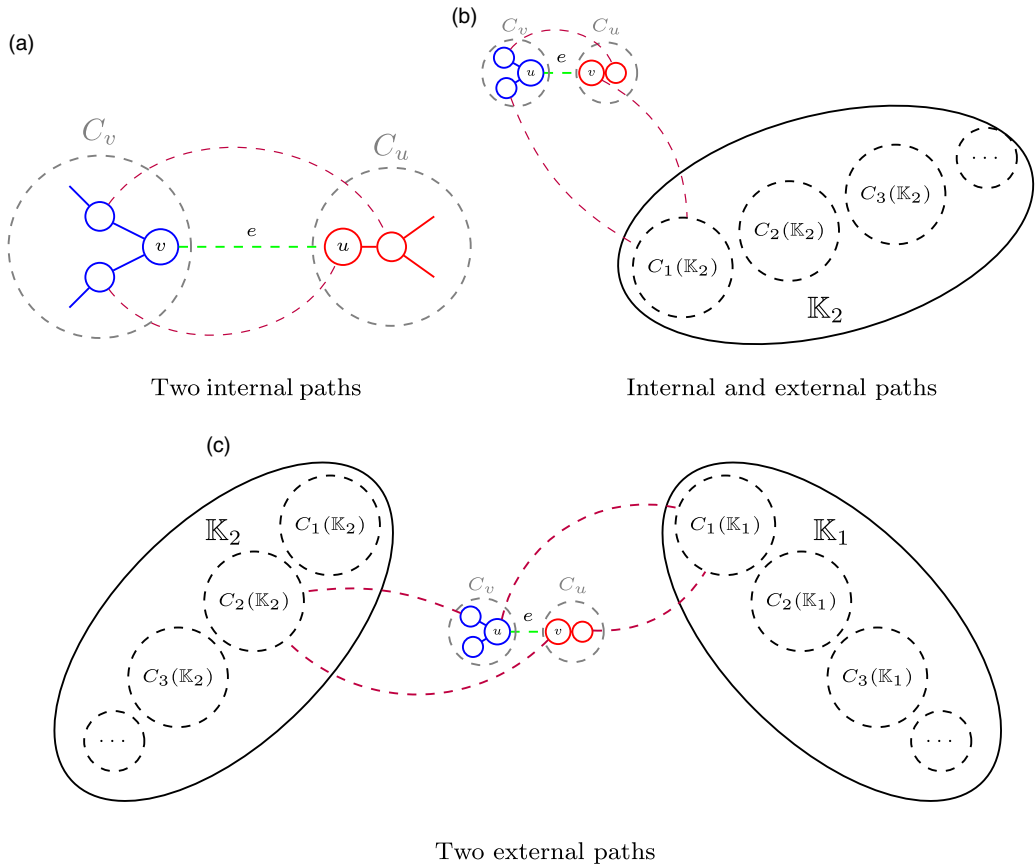 (a)
C_v
C_u
v
e
u
Two internal paths
(b)
C_v
C_u
u
e
v
C_1(𝕂_2)
C_2(𝕂_2)
C_3(𝕂_2)
···
𝕂_2
Internal and external paths
(c)
𝕂_2
C_1(𝕂_2)
C_2(𝕂_2)
C_3(𝕂_2)
···
C_v
C_u
u
e
v
C_1(𝕂_1)
𝕂_1
C_2(𝕂_1)
C_3(𝕂_1)
···
Two external paths